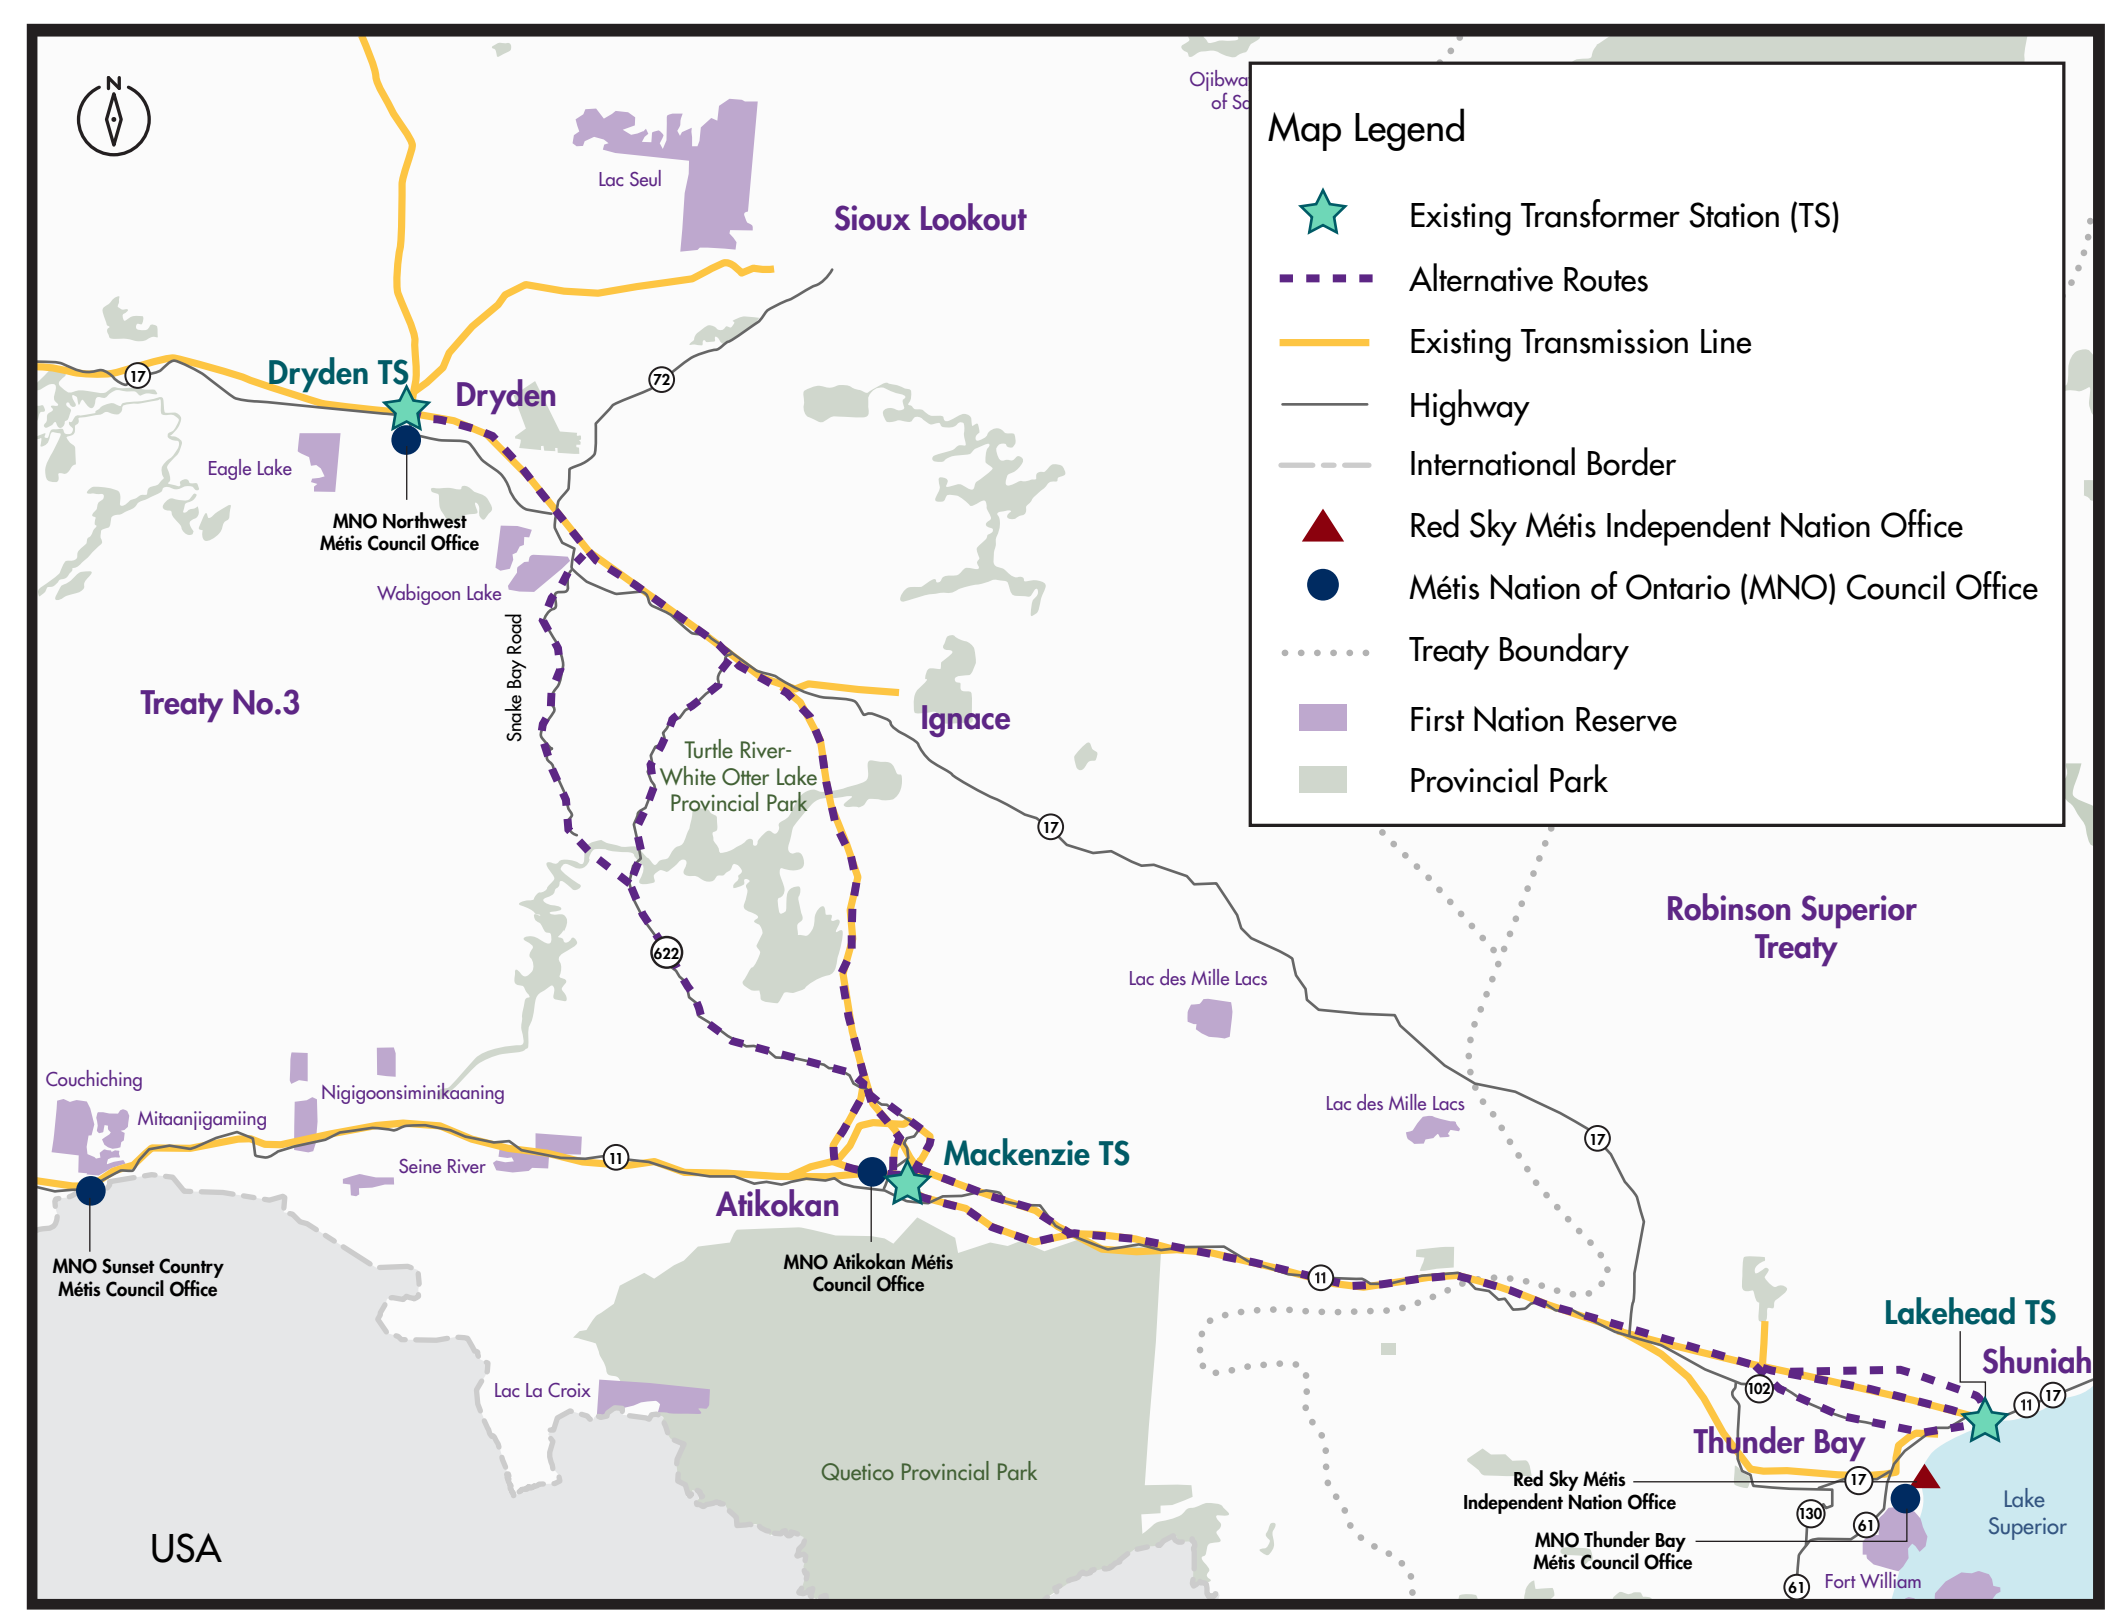 N
Ojibwa
of Sa
Map Legend
Existing Transformer Station (TS)
Alternative Routes
Existing Transmission Line
Highway
International Border
Red Sky Métis Independent Nation Office
Métis Nation of Ontario (MNO) Council Office
Treaty Boundary
First Nation Reserve
Provincial Park
Lac Seul
Sioux Lookout
17
Dryden TS
72
Dryden
Eagle Lake
MNO Northwest
Métis Council Office
Wabigoon Lake
Snake Bay Road
Treaty No.3
Ignace
Turtle River-
White Otter Lake
Provincial Park
17
Robinson Superior
Treaty
622
Lac des Mille Lacs
Couchiching
Nigigoonsiminikaaning
Mitaanjigamiing
Lac des Mille Lacs
17
Seine River
11
Mackenzie TS
Atikokan
MNO Sunset Country
Métis Council Office
MNO Atikokan Métis
Council Office
11
Lakehead TS
Shuniah
Lac La Croix
102
11
17
Thunder Bay
Quetico Provincial Park
Red Sky Métis
Independent Nation Office
17
Lake
Superior
130
61
MNO Thunder Bay
Métis Council Office
USA
61
Fort William